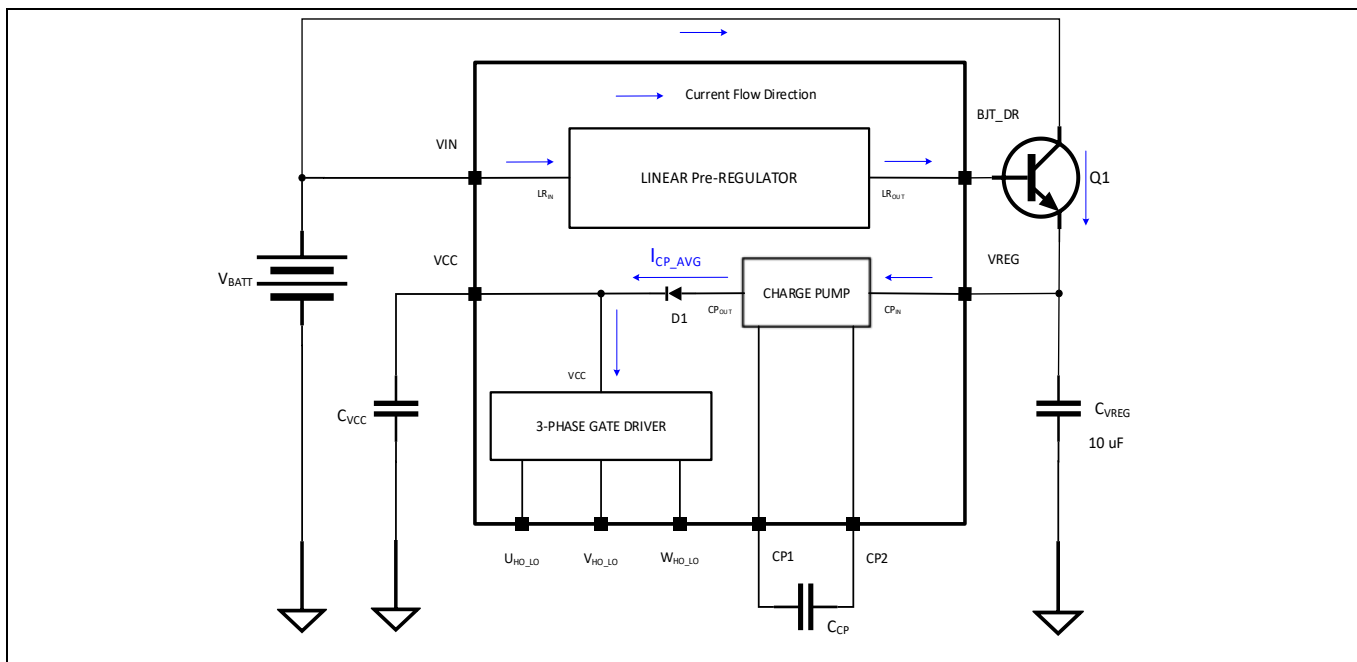 Current Flow Direction
BJT_DR
VIN
LINEAR Pre-REGULATOR
LR_IN
LR_OUT
Q1
VCC
I_CP_AVG
VREG
V_BATT
CHARGE PUMP
CP_OUT
CP_IN
D1
VCC
C_VCC
3-PHASE GATE DRIVER
C_VREG
10 uF
U_HO_LO
V_HO_LO
W_HO_LO
CP1
CP2
C_CP